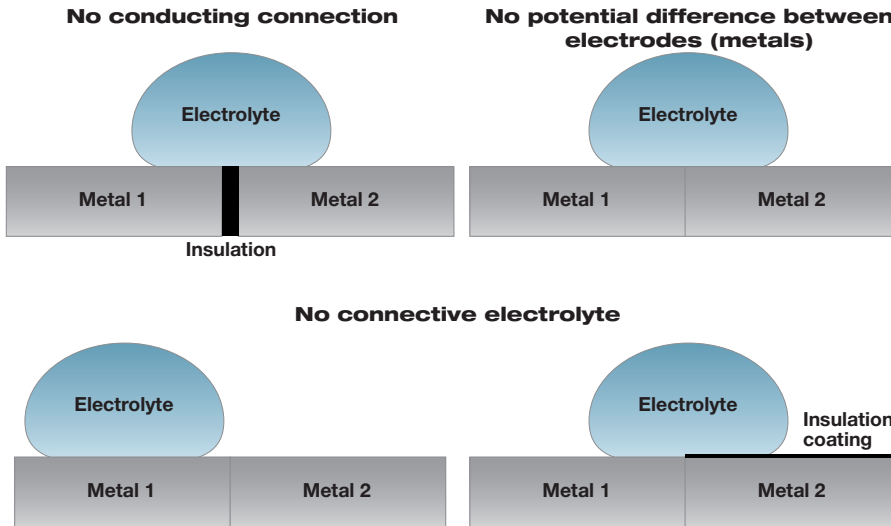 No conducting connection
No potential difference between
electrodes (metals)
Electrolyte
Electrolyte
Metal 1
Metal 2
Metal 1
Metal 2
Insulation
No connective electrolyte
Electrolyte
Electrolyte
Insulation
coating
Metal 1
Metal 2
Metal 1
Metal 2